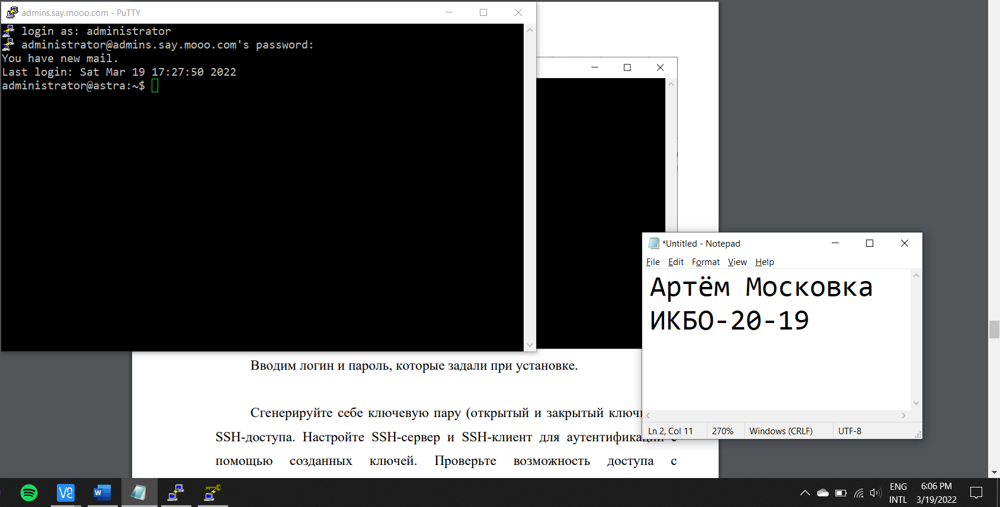 admins.say.mooo.com - PuTTY
login as: administrator
administrator@admins.say.mooo.com's password:
You have new mail.
Last login: Sat Mar 19 17:27:50 2022
administrator@astra:~$
*Untitled - Notepad
File Edit Format View Help
Артём Московка
ИКБО-20-19
Ln 2, Col 11 270% Windows (CRLF) UTF-8
Вводим логин и пароль, которые задали при установке.
Сгенерируйте себе ключевую пару (открытый и закрытый
SSH-доступа. Настройте SSH-сервер и SSH-клиент для
помощью созданных ключей. Проверьте возможность доступа с
ENG
INTL
6:06 PM
3/19/2022